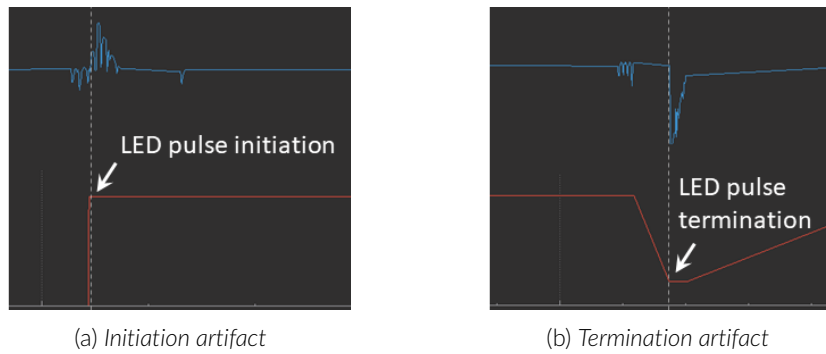 LED pulse initiation
LED pulse
termination
(a) Initiation artifact
(b) Termination artifact